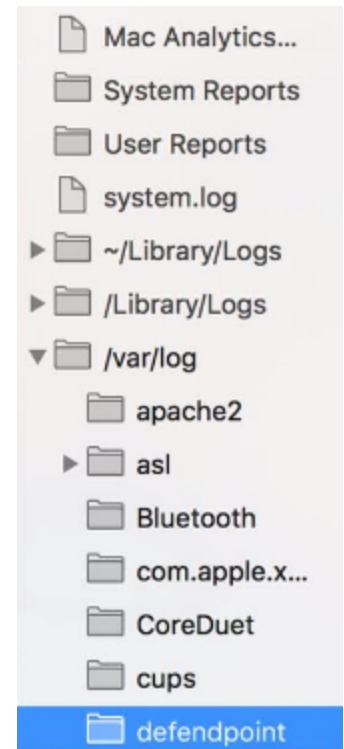 Mac Analytics...
System Reports
User Reports
system.log
~/Library/Logs
/Library/Logs
/var/log
apache2
asl
Bluetooth
com.apple.x...
CoreDuet
cups
defendpoint